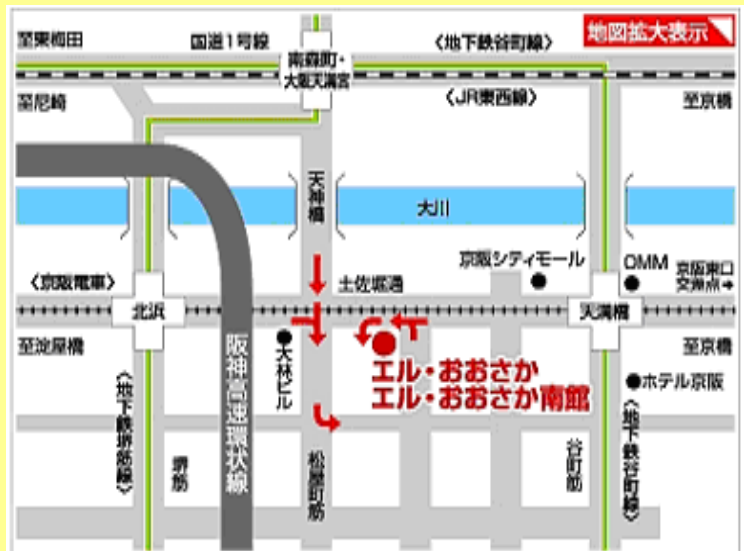 至東梅田
国道1号線
〈地下鉄谷町線〉
地図拡大表示
南森町・
大阪天満宮
至尼崎
〈JR東西線〉
至京橋
天神橋
大川
京阪シティモール
OMM
京阪東口
交差点→
〈京阪電車〉
土佐堀通
北浜
天満橋
至淀屋橋
大林ビル
至京橋
エル・おおさか
エル・おおさか南館
ホテル京阪
〈地下鉄堺筋線〉
堺筋
阪神高速環状線
松屋町筋
谷町筋
〈地下鉄谷町線〉